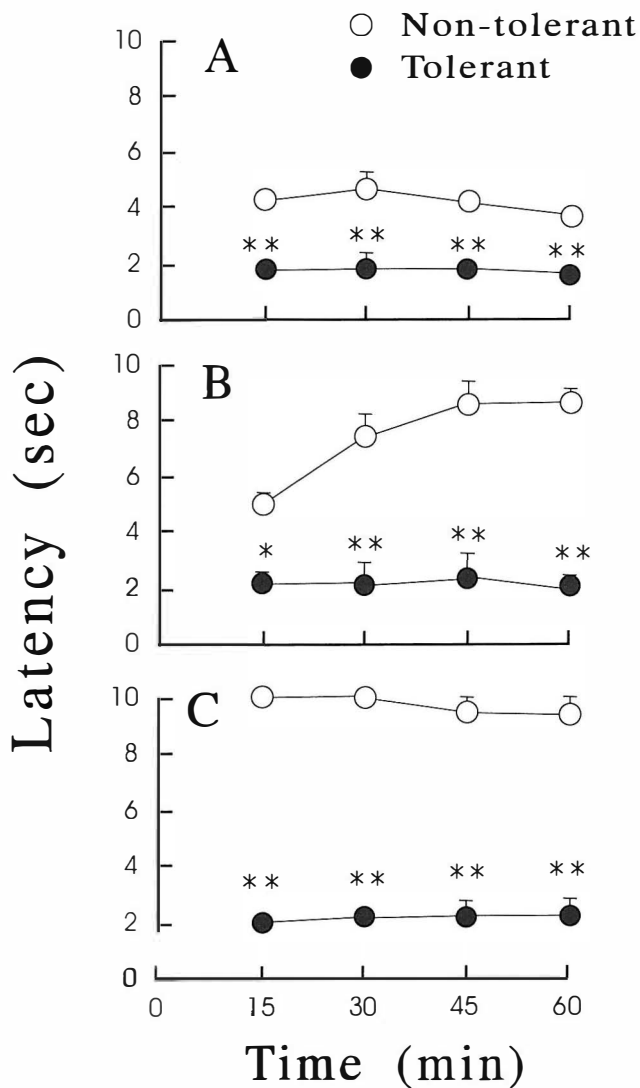 Non-tolerant
Tolerant
A
10
8
6
4
2
0
** ** ** **
B
10
8
6
4
2
0
* ** ** **
C
10
8
6
4
2
0
** ** ** **
0 15 30 45 60
Latency (sec)
Time (min)